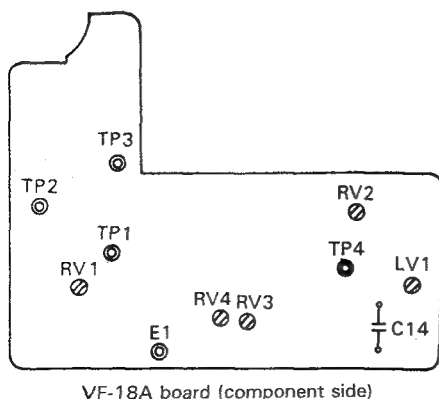 TP3
TP2
RV2
TP1
TP4
RV1
LV1
RV4
RV3
C14
E1
VF-18A board (component side)